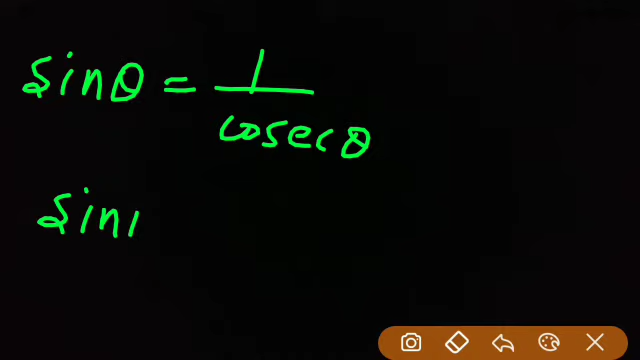 sinθ = 1/cosecθ
sin